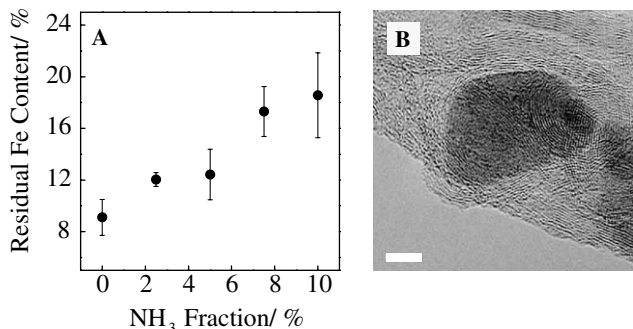 A
Residual Fe Content/ %
24
20
16
12
8
0 2 4 6 8 10
NH₃ Fraction/ %
B